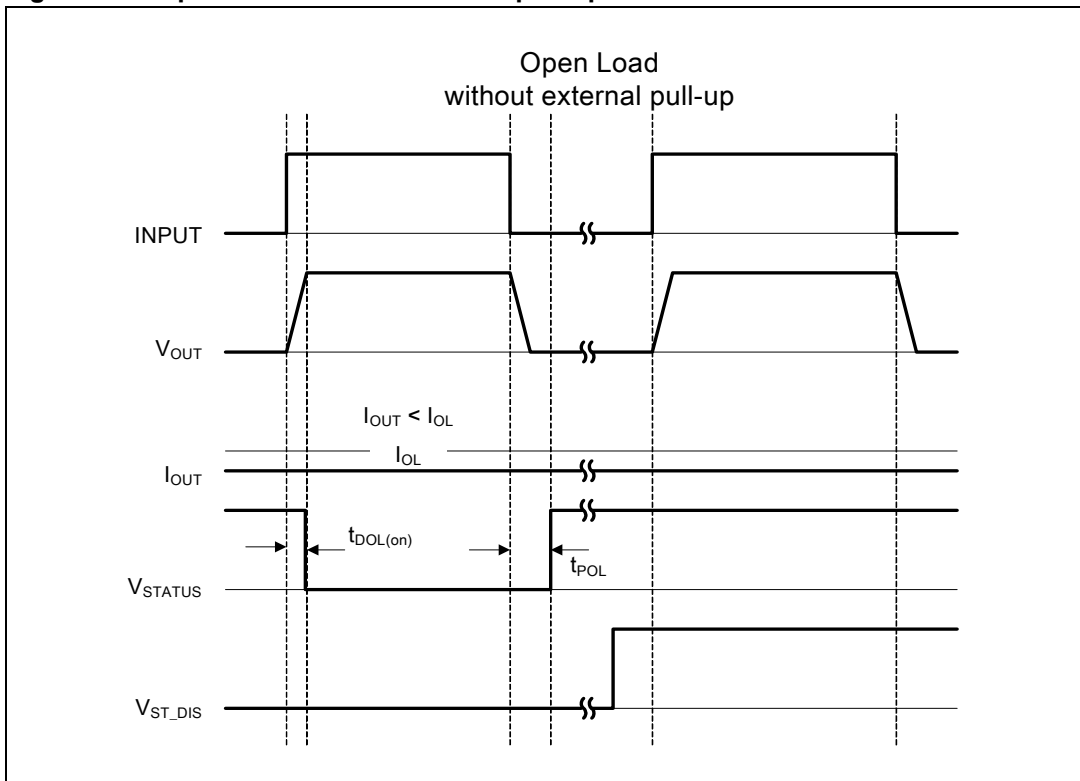 Open Load
without external pull-up
INPUT
VOUT
IOUT < IOL
IOL
IOUT
tDOL(on)
tPOL
VSTATUS
VST_DIS